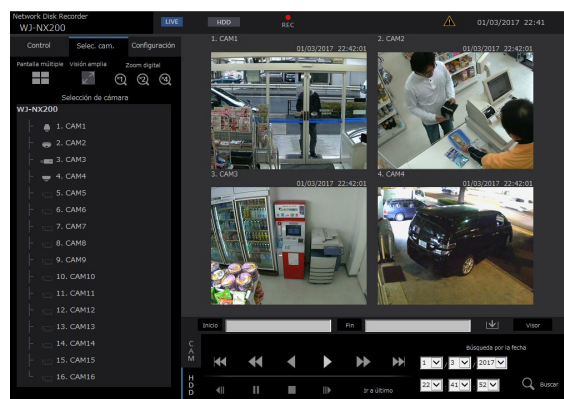 Network Disk Recorder
WJ-NX200
LIVE
HDD
REC
01/03/2017 22:41
Control
Selec. cam.
Configuración
Pantalla múltiple
Visión amplia
Zoom digital
x1
x2
x4
Selección de cámara
WJ-NX200
1. CAM1
2. CAM2
3. CAM3
4. CAM4
5. CAM5
6. CAM6
7. CAM7
8. CAM8
9. CAM9
10. CAM10
11. CAM11
12. CAM12
13. CAM13
14. CAM14
15. CAM15
16. CAM16
1. CAM1
01/03/2017 22:42:01
2. CAM2
01/03/2017 22:42:01
3. CAM3
01/03/2017 22:42:01
4. CAM4
01/03/2017 22:42:01
Inicio
Fin
Visor
CAM
HDD
Ir a último
Búsqueda por la fecha
1 / 3 / 2017
22 : 41 : 52
Buscar